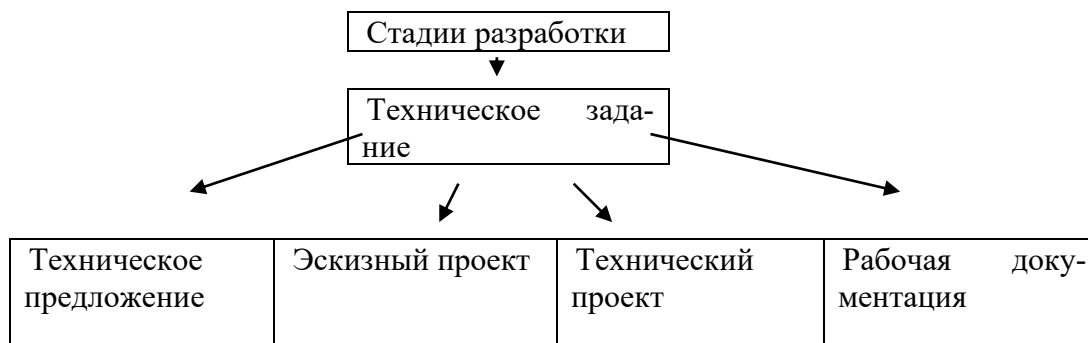 Стадии разработки
Техническое зада-
ние
Техническое
предложение
Эскизный проект
Технический
проект
Рабочая доку-
ментация